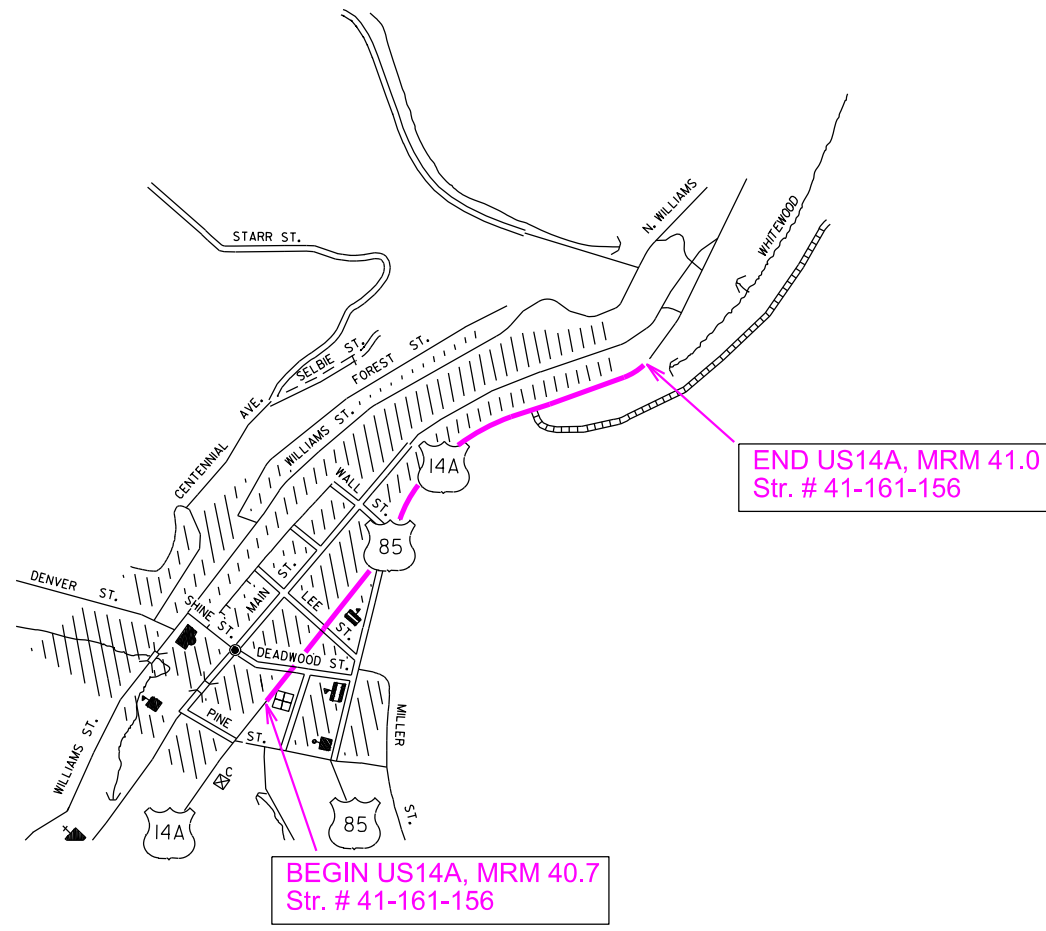 N. WILLIAMS
WHITEWOOD
STARR ST.
SELBIE ST.
FOREST ST.
CENTENNIAL AVE.
WILLIAMS ST.
14A
END US14A, MRM 41.0
Str. # 41-161-156
WALL ST.
85
DENVER ST.
SHINE ST.
MAIN ST.
LEE ST.
DEADWOOD ST.
PINE ST.
MILLER ST.
WILLIAMS ST.
C
14A
85
BEGIN US14A, MRM 40.7
Str. # 41-161-156